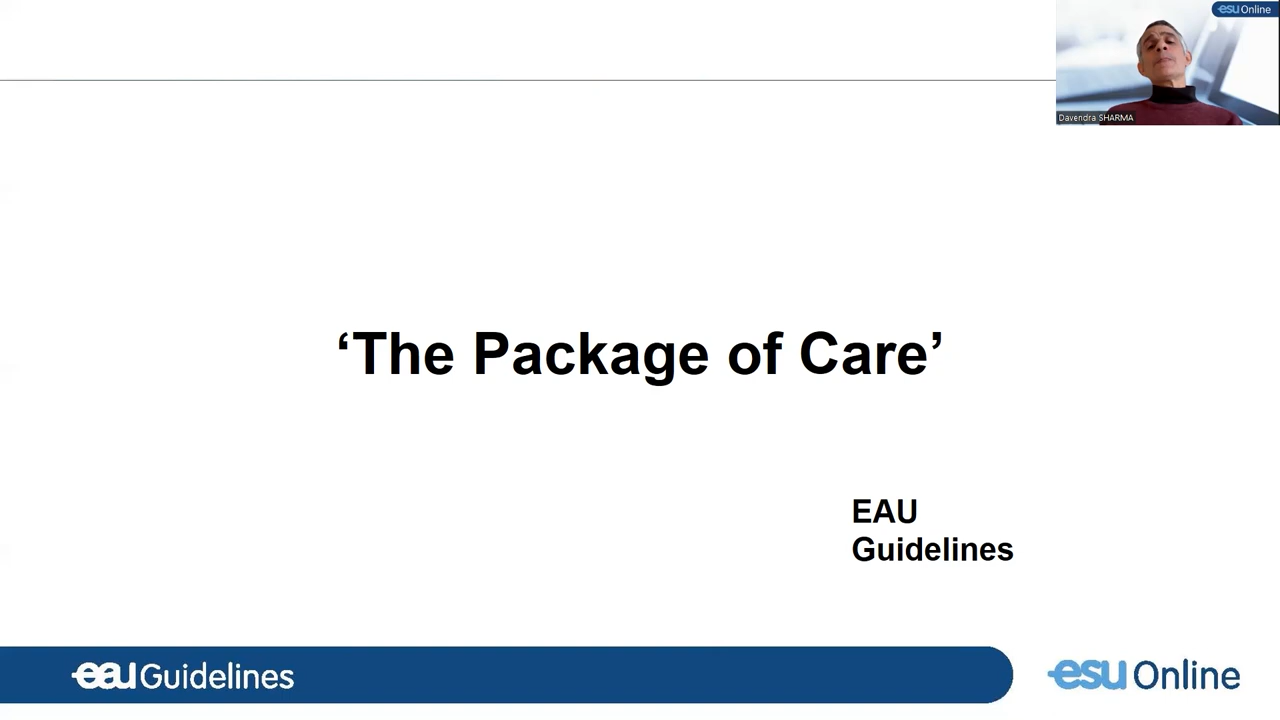 esu Online
Davendra SHARMA
‘The Package of Care’
EAU
Guidelines
eau Guidelines
esu Online